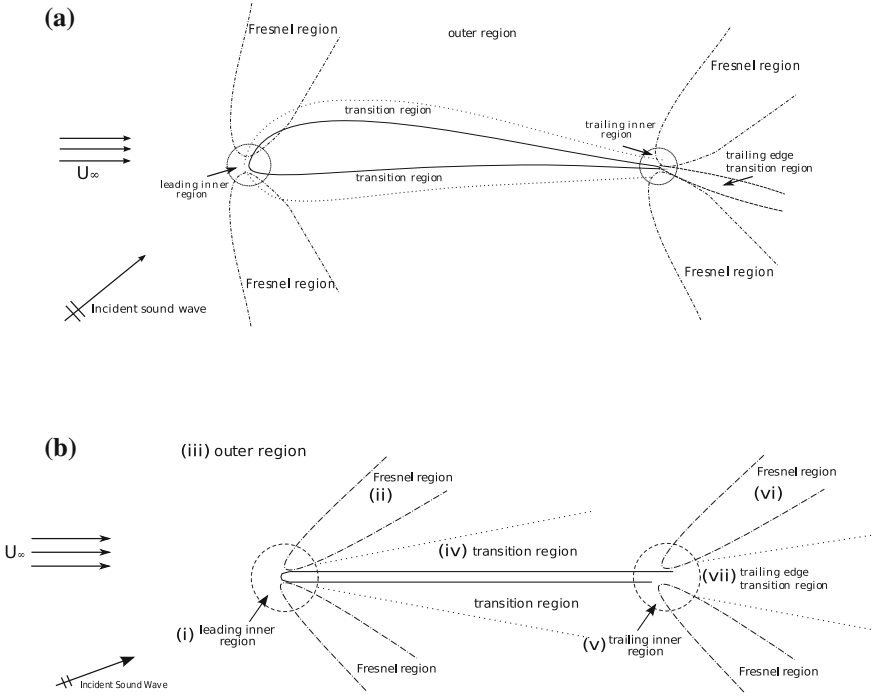 (a)
Fresnel region
outer region
Fresnel region
transition region
trailing inner
region
U∞
leading inner
region
transition region
trailing edge
transition region
Fresnel region
Fresnel region
Incident sound wave
(b)
(iii) outer region
Fresnel region
(ii)
Fresnel region
(vi)
U∞
(iv) transition region
(vii) trailing edge
transition region
transition region
(i) leading inner
region
(v) trailing inner
region
Fresnel region
Fresnel region
Incident Sound Wave